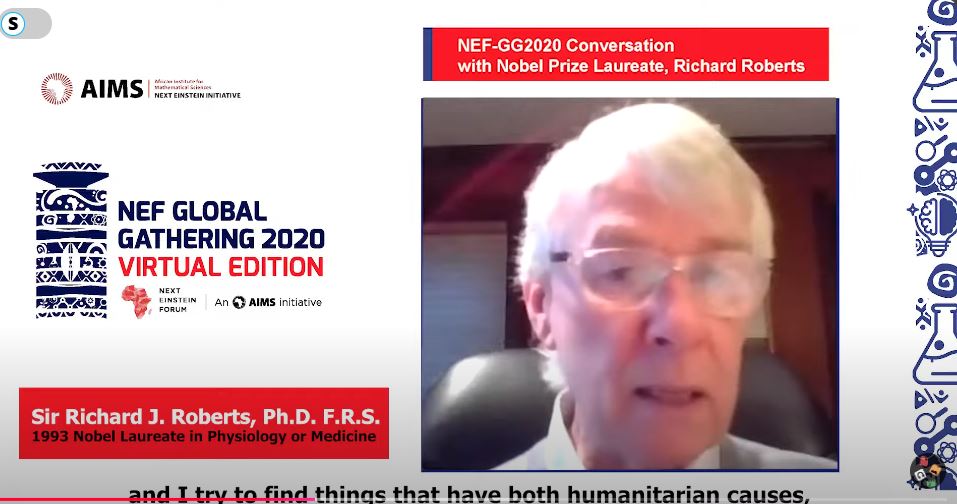 S
NEF-GG2020 Conversation
with Nobel Prize Laureate, Richard Roberts
AIMS
African Institute for
Mathematical Sciences
NEXT EINSTEIN INITIATIVE
NEF GLOBAL
GATHERING 2020
VIRTUAL EDITION
NEXT
EINSTEIN
FORUM
An AIMS initiative
Sir Richard J. Roberts, Ph.D. F.R.S.
1993 Nobel Laureate in Physiology or Medicine
and I try to find things that have both humanitarian causes,